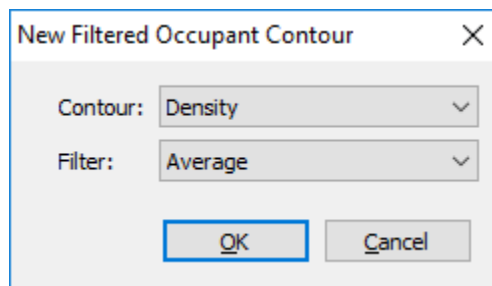 New Filtered Occupant Contour
Contour: Density
Filter: Average
OK Cancel